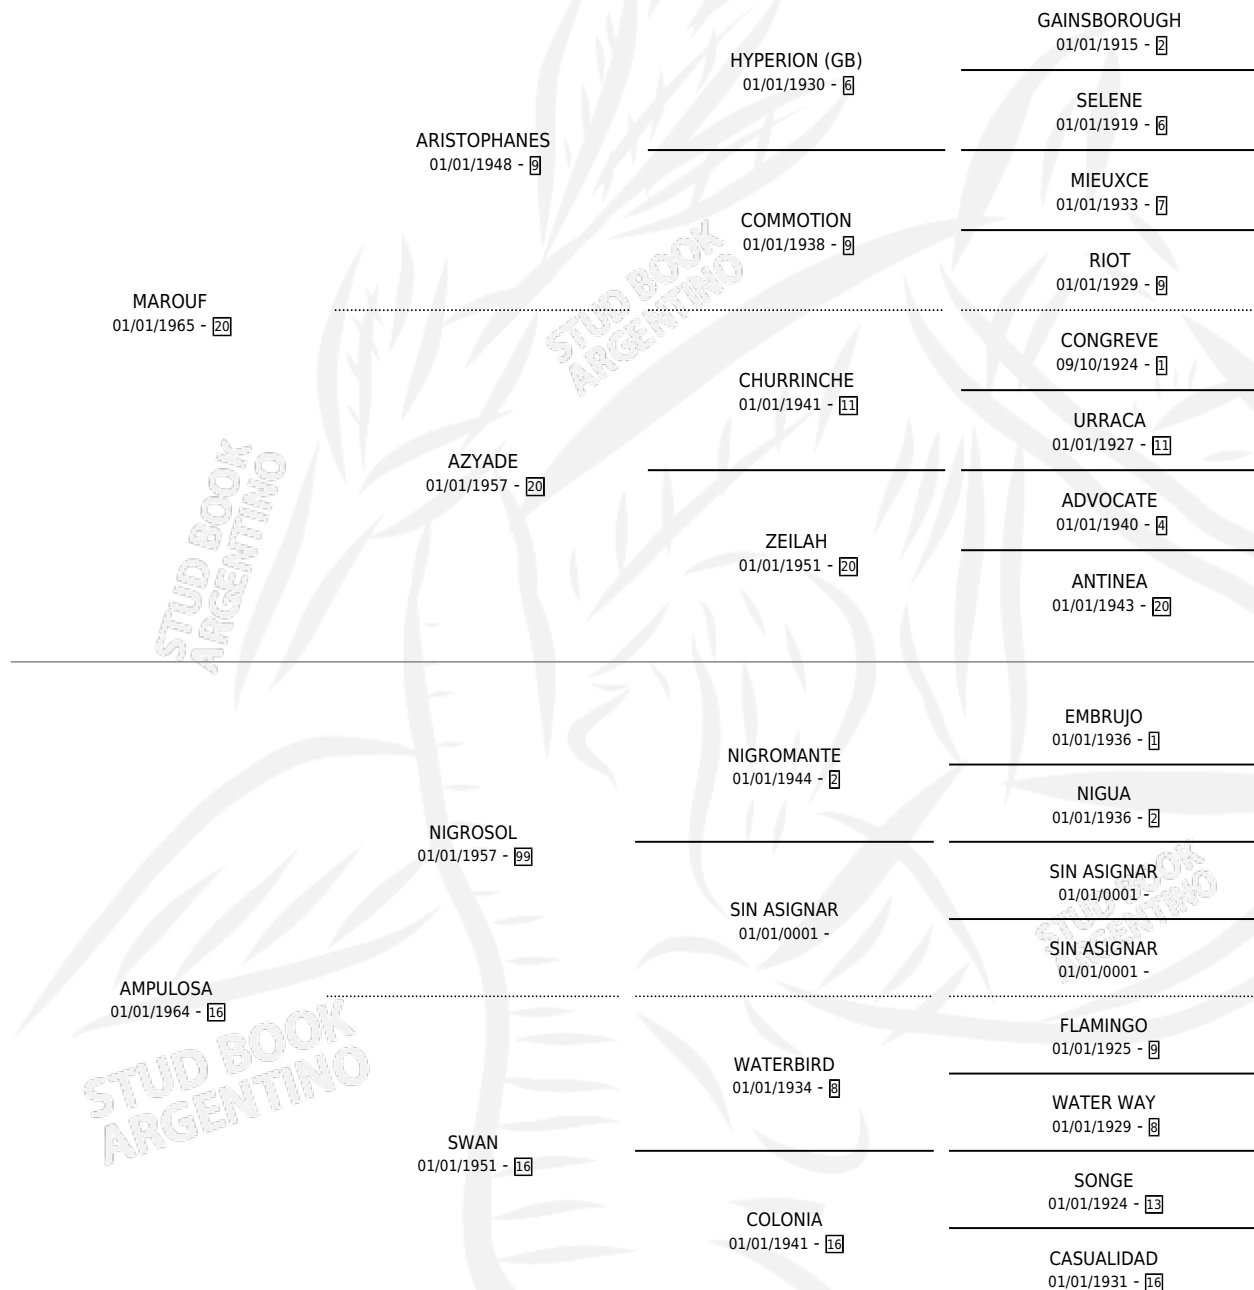 GAINSBOROUGH
01/01/1915 - 2
HYPERION (GB)
01/01/1930 - 6
SELENE
01/01/1919 - 6
ARISTOPHANES
01/01/1948 - 9
MIEUXCE
01/01/1933 - 7
COMMOTION
01/01/1938 - 9
RIOT
01/01/1929 - 9
MAROUF
01/01/1965 - 20
CONGREVE
09/10/1924 - 1
CHURRINCHE
01/01/1941 - 11
URRACA
01/01/1927 - 11
AZYADE
01/01/1957 - 20
ADVOCATE
01/01/1940 - 4
ZEILAH
01/01/1951 - 20
ANTINEA
01/01/1943 - 20
STUD BOOK
ARGENTINO
STUD BOOK
ARGENTINO
EMBRUJO
01/01/1936 - 1
NIGROMANTE
01/01/1944 - 2
NIGUA
01/01/1936 - 2
NIGROSOL
01/01/1957 - 99
SIN ASIGNAR
01/01/0001 -
SIN ASIGNAR
01/01/0001 -
SIN ASIGNAR
01/01/0001 -
AMPULOSA
01/01/1964 - 16
FLAMINGO
01/01/1925 - 9
WATERBIRD
01/01/1934 - 8
WATER WAY
01/01/1929 - 8
SWAN
01/01/1951 - 16
SONGE
01/01/1924 - 13
COLONIA
01/01/1941 - 16
CASUALIDAD
01/01/1931 - 16
STUD BOOK
ARGENTINO
STUD BOOK
ARGENTINO